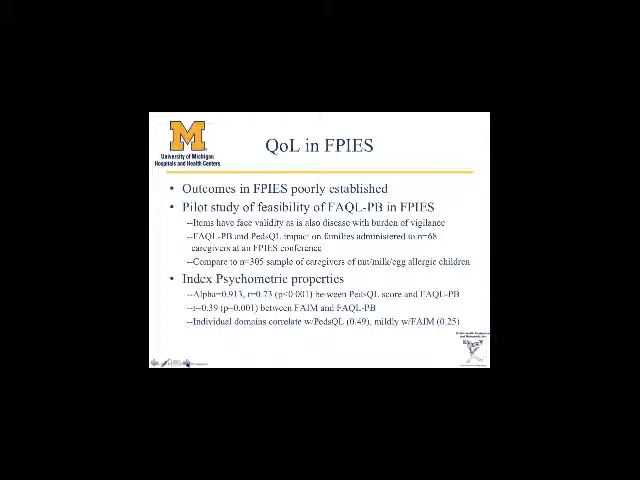 M
University of Michigan
Hospitals and Health Centers
QoL in FPIES
• Outcomes in FPIES poorly established
• Pilot study of feasibility of FAQL-PB in FPIES
--Items have face validity as is also disease with burden of vigilance
--FAQL-PB and PedsQL impact on families administered to n=68
caregivers at an FPIES conference
--Compare to n=305 sample of caregivers of nut/milk/egg allergic children
• Index Psychometric properties
--Alpha=0.913, r=0.73 (p<0.001) between PedsQL score and FAQL-PB
--r=0.39 (p=0.001) between FAIM and FAQL-PB
--Individual domains correlate w/PedsQL (0.49), mildly w/FAIM (0.25)